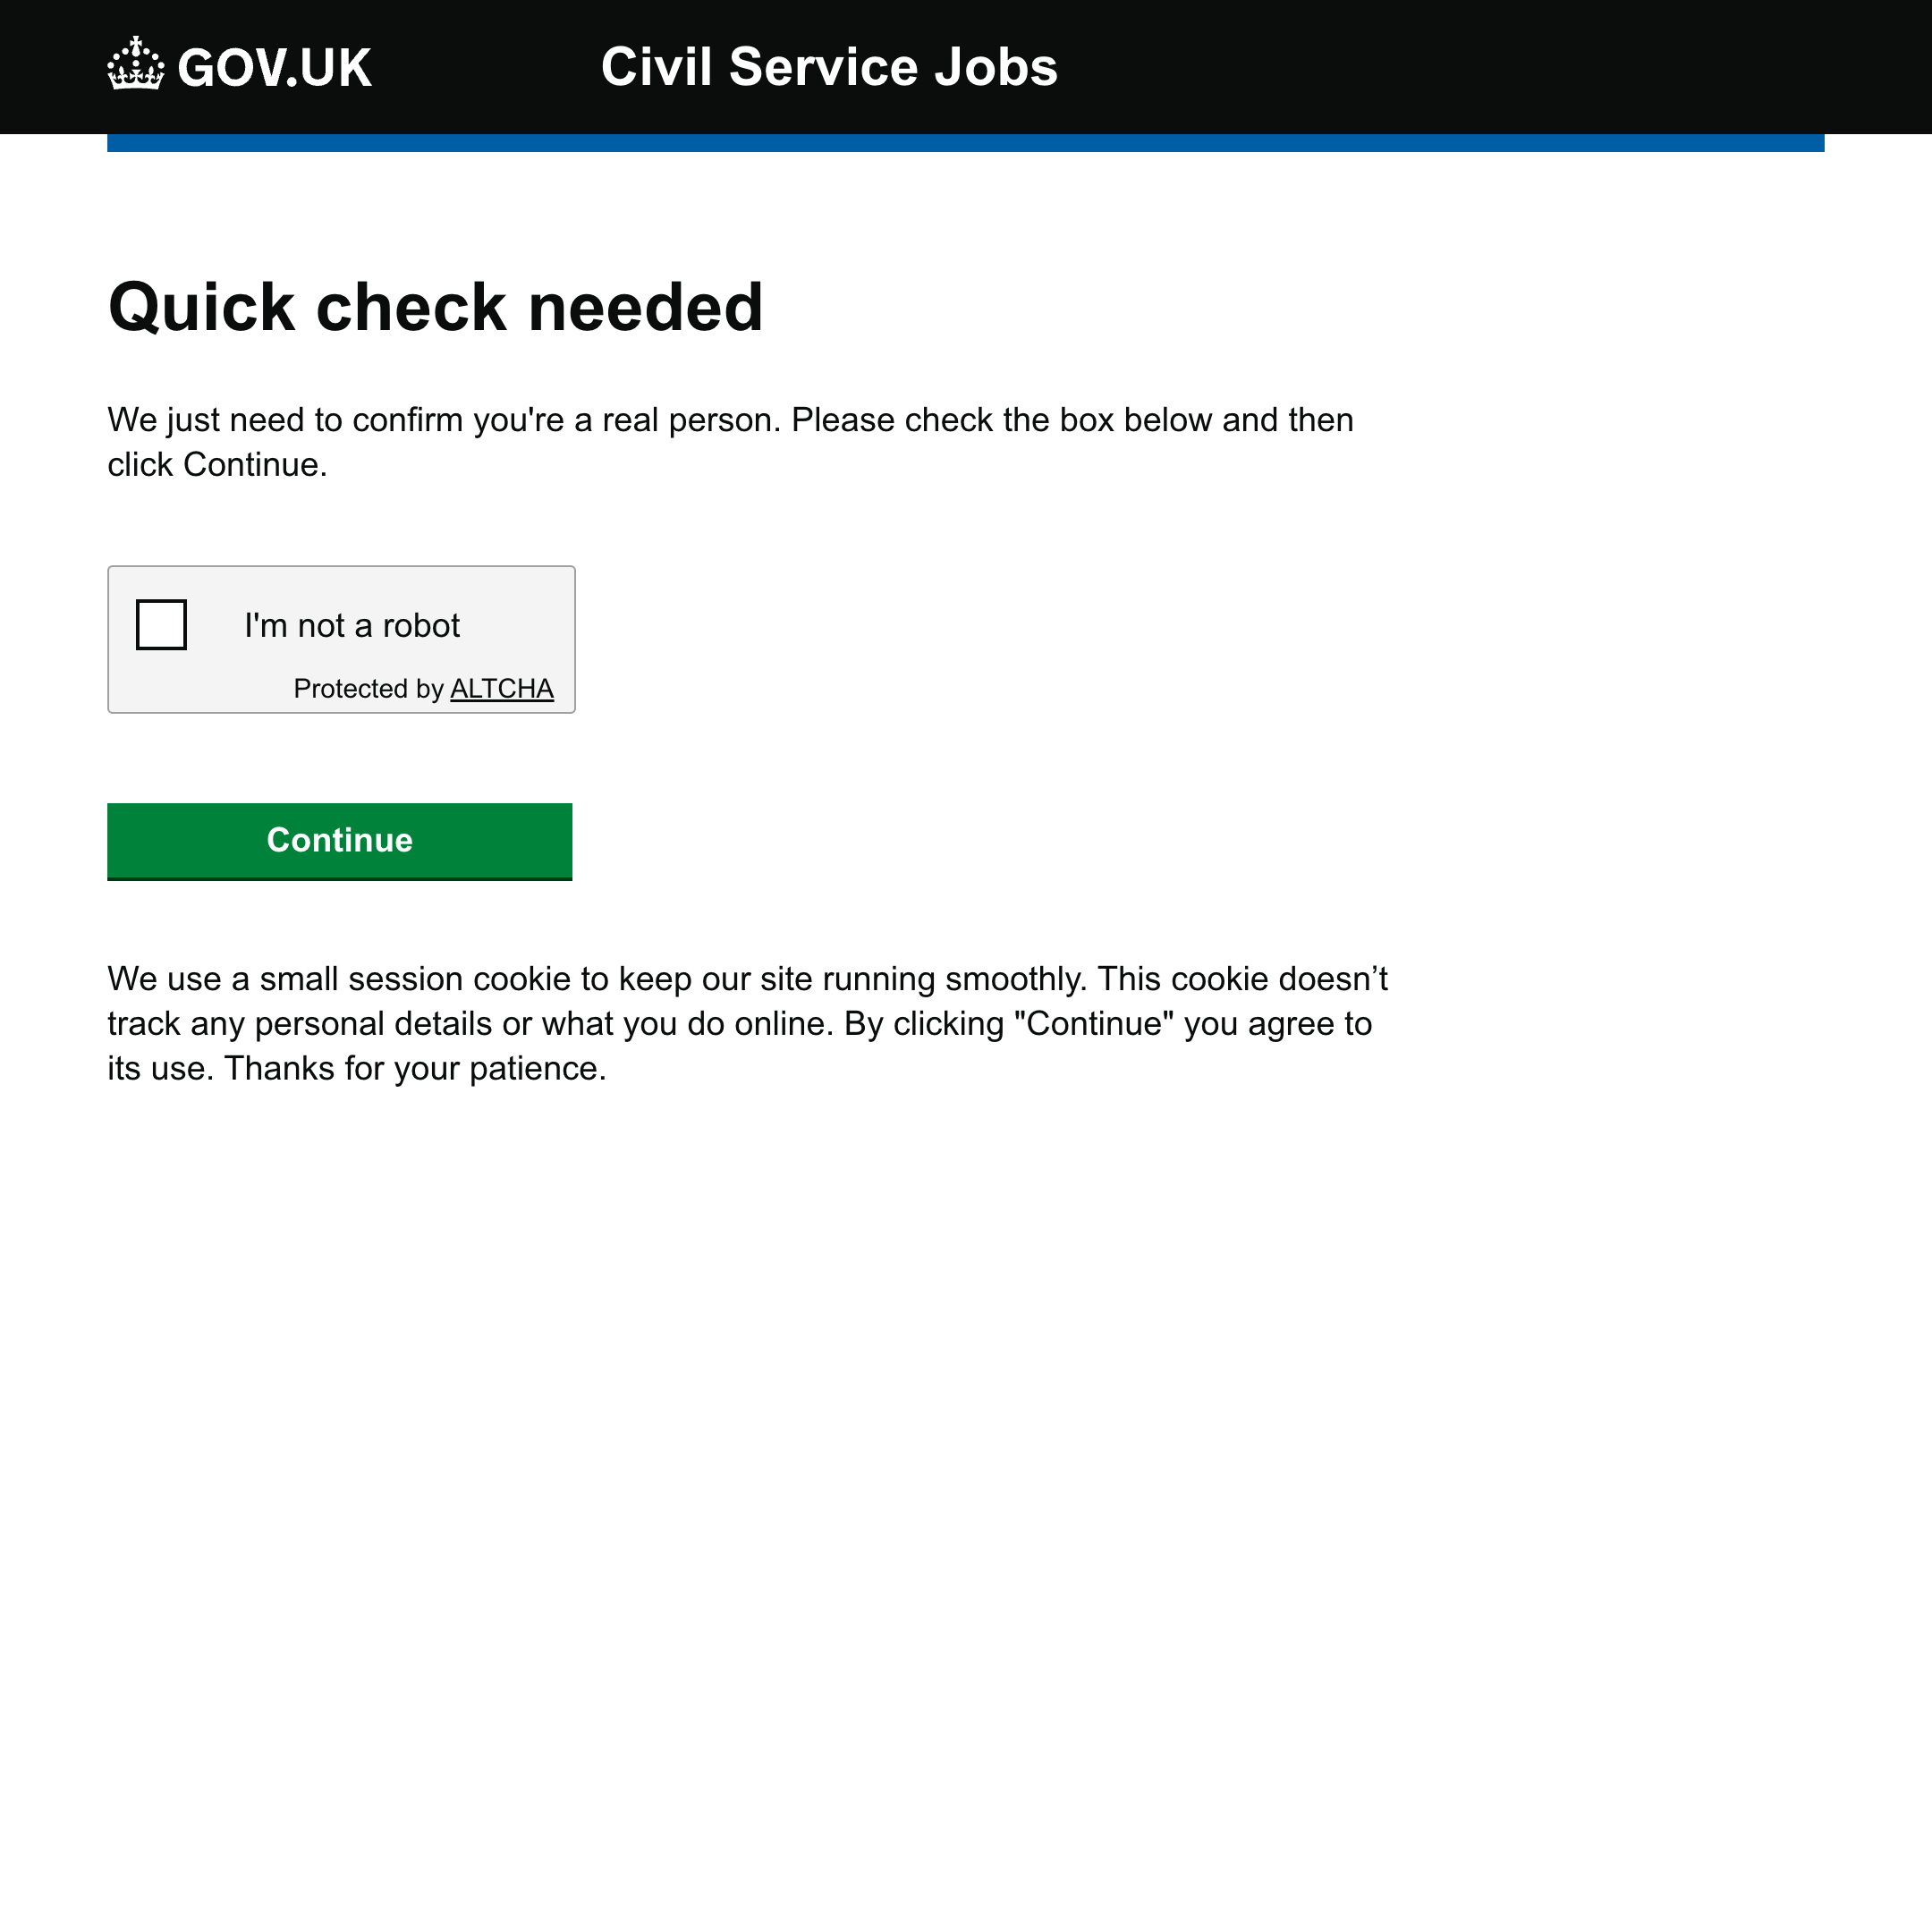 GOV.UK
Civil Service Jobs
Quick check needed
We just need to confirm you're a real person. Please check the box below and then
click Continue.
I'm not a robot
Protected by ALTCHA
Continue
We use a small session cookie to keep our site running smoothly. This cookie doesn’t
track any personal details or what you do online. By clicking "Continue" you agree to
its use. Thanks for your patience.